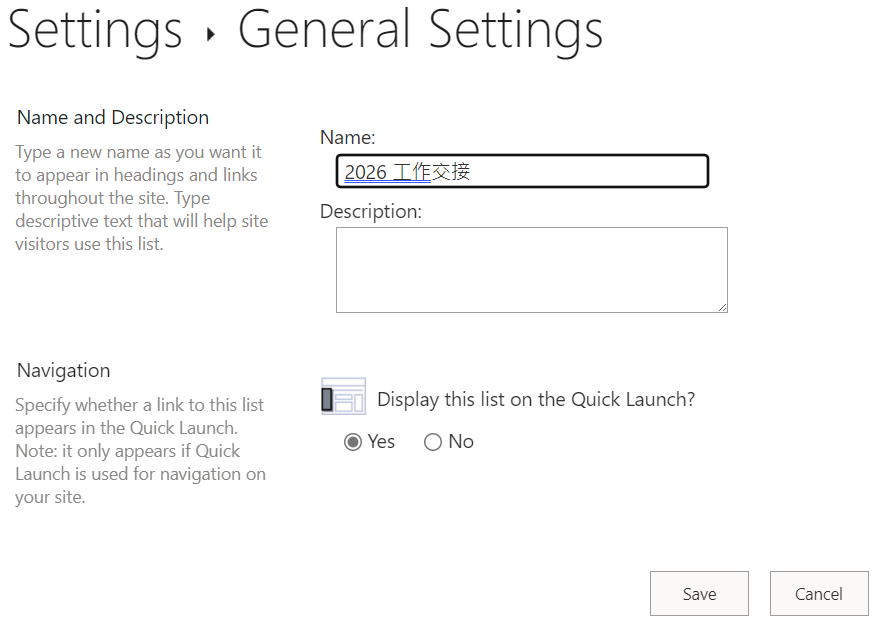 Settings ▸ General Settings
Name and Description
Type a new name as you want it
to appear in headings and links
throughout the site. Type
descriptive text that will help site
visitors use this list.
Name:
2026 工作交接
Description:
Navigation
Specify whether a link to this list
appears in the Quick Launch.
Note: it only appears if Quick
Launch is used for navigation on
your site.
Display this list on the Quick Launch?
Yes No
Save Cancel